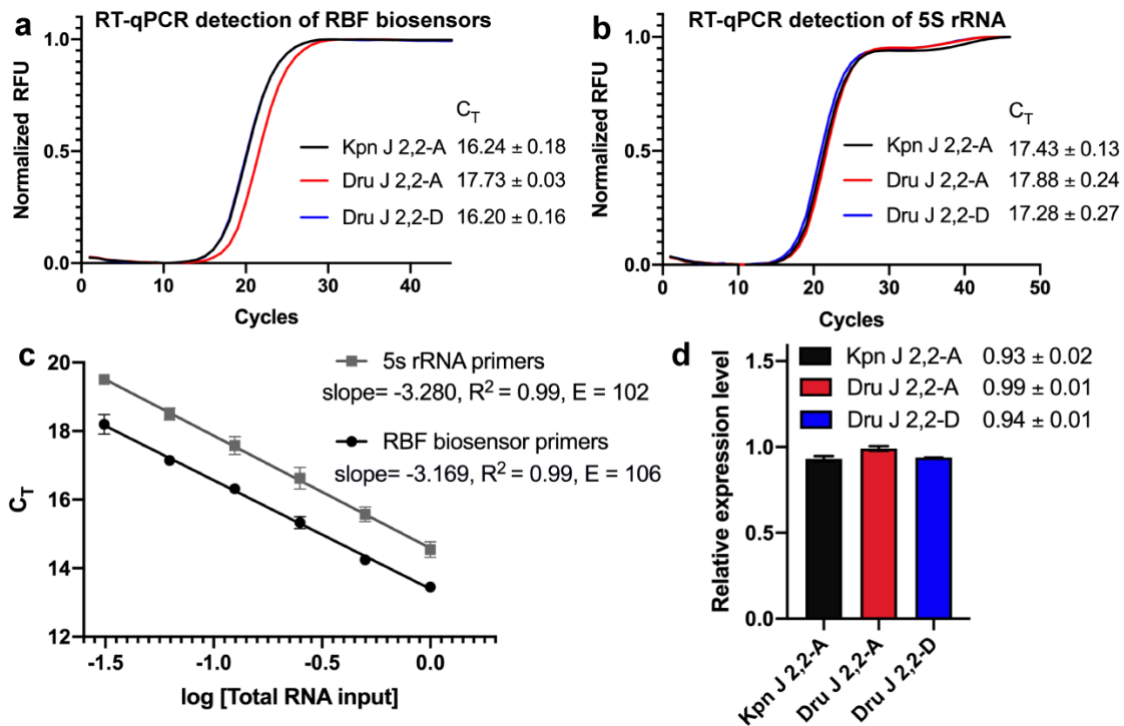 a RT-qPCR detection of RBF biosensors
1.0
0.5
0.0
Normalized RFU
C_T
Kpn J 2,2-A 16.24 ± 0.18
Dru J 2,2-A 17.73 ± 0.03
Dru J 2,2-D 16.20 ± 0.16
0 20 40
Cycles
b RT-qPCR detection of 5S rRNA
1.0
0.5
0.0
Normalized RFU
C_T
Kpn J 2,2-A 17.43 ± 0.13
Dru J 2,2-A 17.88 ± 0.24
Dru J 2,2-D 17.28 ± 0.27
0 10 20 30 40 50
Cycles
c
20
18
16
14
12
C_T
5s rRNA primers
slope= -3.280, R² = 0.99, E = 102
RBF biosensor primers
slope= -3.169, R² = 0.99, E = 106
-1.5 -1.0 -0.5 0.0
log [Total RNA input]
d
1.5
1.0
0.5
0.0
Relative expression level
Kpn J 2,2-A 0.93 ± 0.02
Dru J 2,2-A 0.99 ± 0.01
Dru J 2,2-D 0.94 ± 0.01
Kpn J 2,2-A
Dru J 2,2-A
Dru J 2,2-D